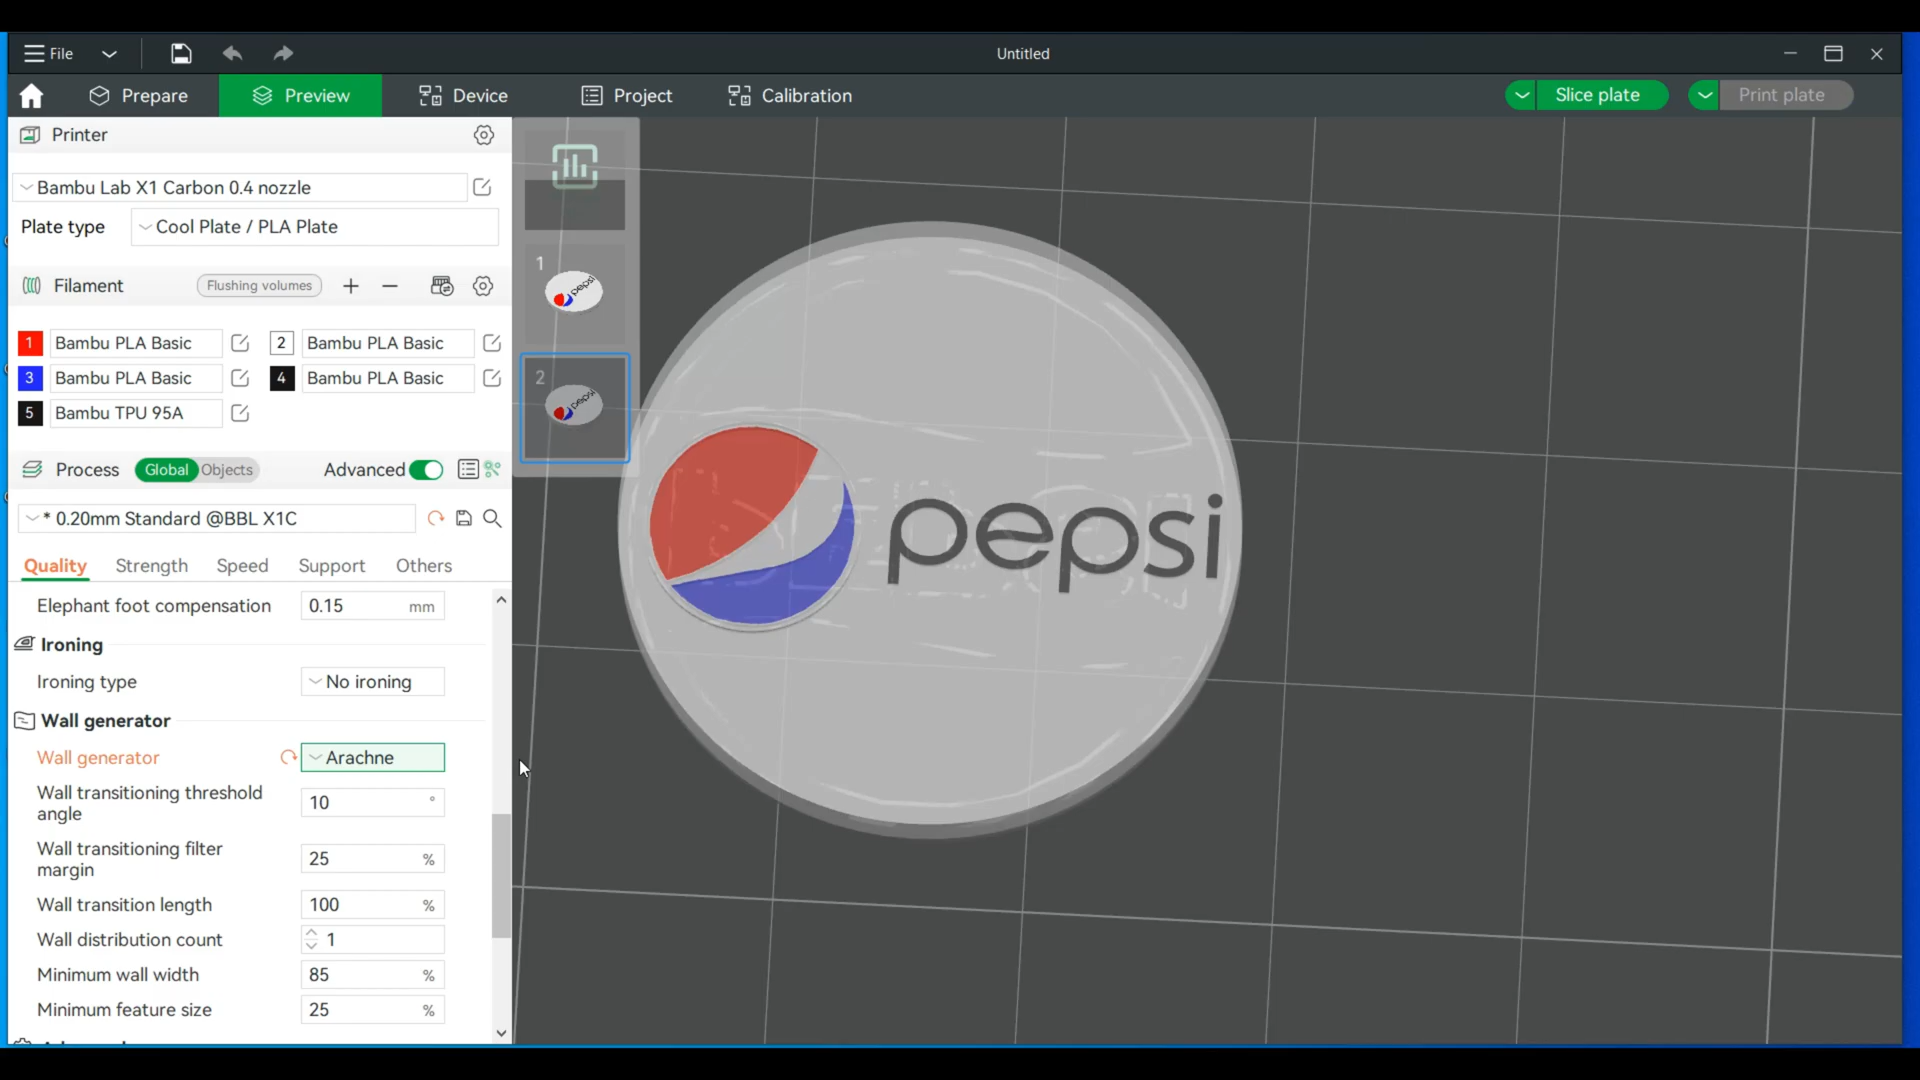 File
Untitled
Prepare
Preview
Device
Project
Calibration
Slice plate
Print plate
Printer
Bambu Lab X1 Carbon 0.4 nozzle
Plate type
Cool Plate / PLA Plate
Filament
Flushing volumes
1 Bambu PLA Basic
2 Bambu PLA Basic
3 Bambu PLA Basic
4 Bambu PLA Basic
5 Bambu TPU 95A
Process
Global
Objects
Advanced
* 0.20mm Standard @BBL X1C
Quality
Strength
Speed
Support
Others
Elephant foot compensation
0.15 mm
Ironing
Ironing type
No ironing
Wall generator
Wall generator
Arachne
Wall transitioning threshold
angle
10 °
Wall transitioning filter
margin
25 %
Wall transition length
100 %
Wall distribution count
1
Minimum wall width
85 %
Minimum feature size
25 %
1
pepsi
2
pepsi
pepsi